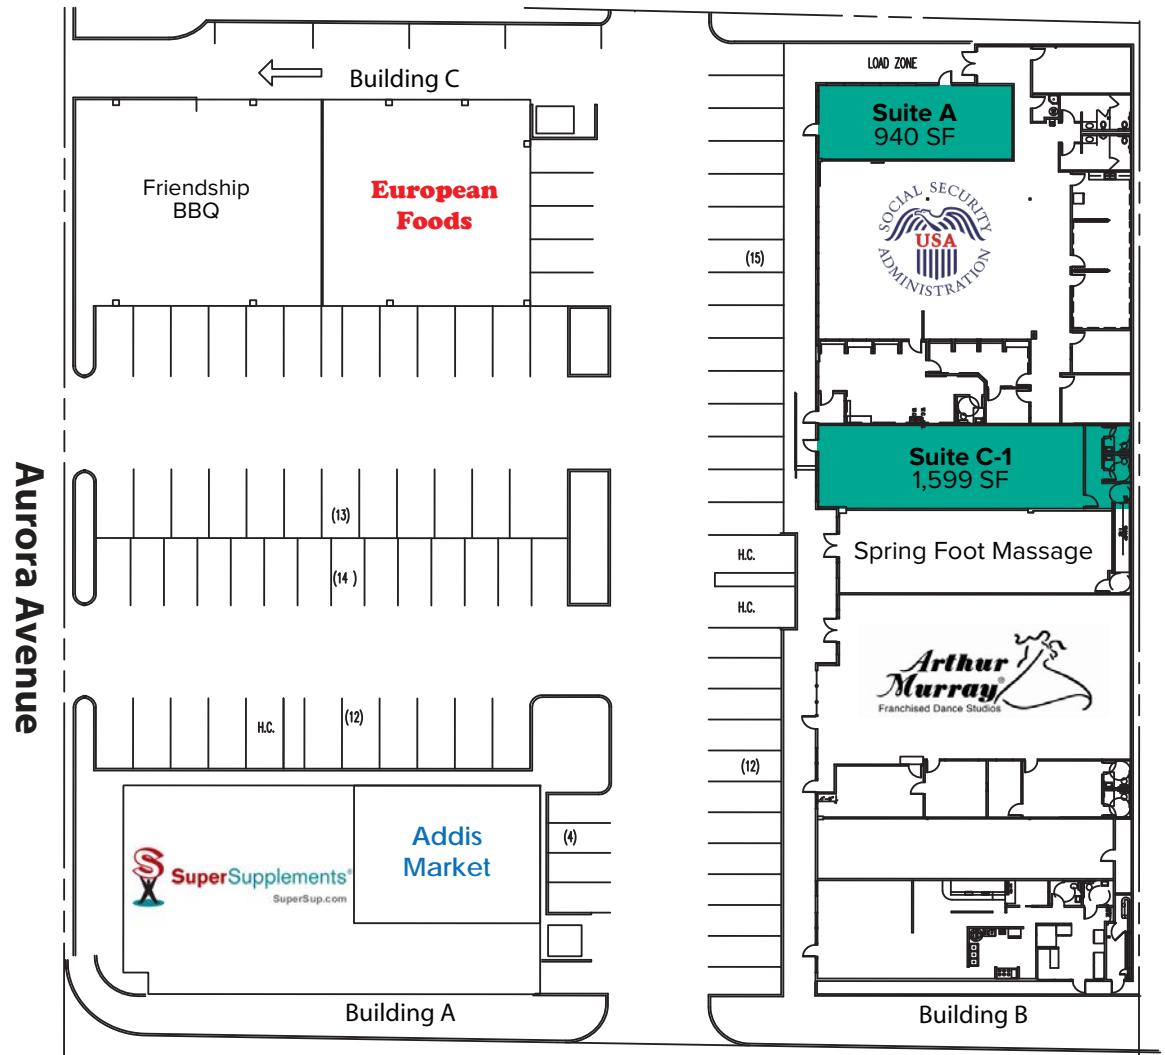 Building C
LOAD ZONE
Suite A
940 SF
Friendship
BBQ
European
Foods
SOCIAL SECURITY
USA
ADMINISTRATION
(15)
Suite C-1
1,599 SF
Aurora Avenue
(13)
(14 )
H.C.
H.C.
Spring Foot Massage
Arthur
Murray®
Franchised Dance Studios
H.C.
(12)
(12)
Addis
Market
(4)
SuperSupplements®
SuperSup.com
Building A
Building B